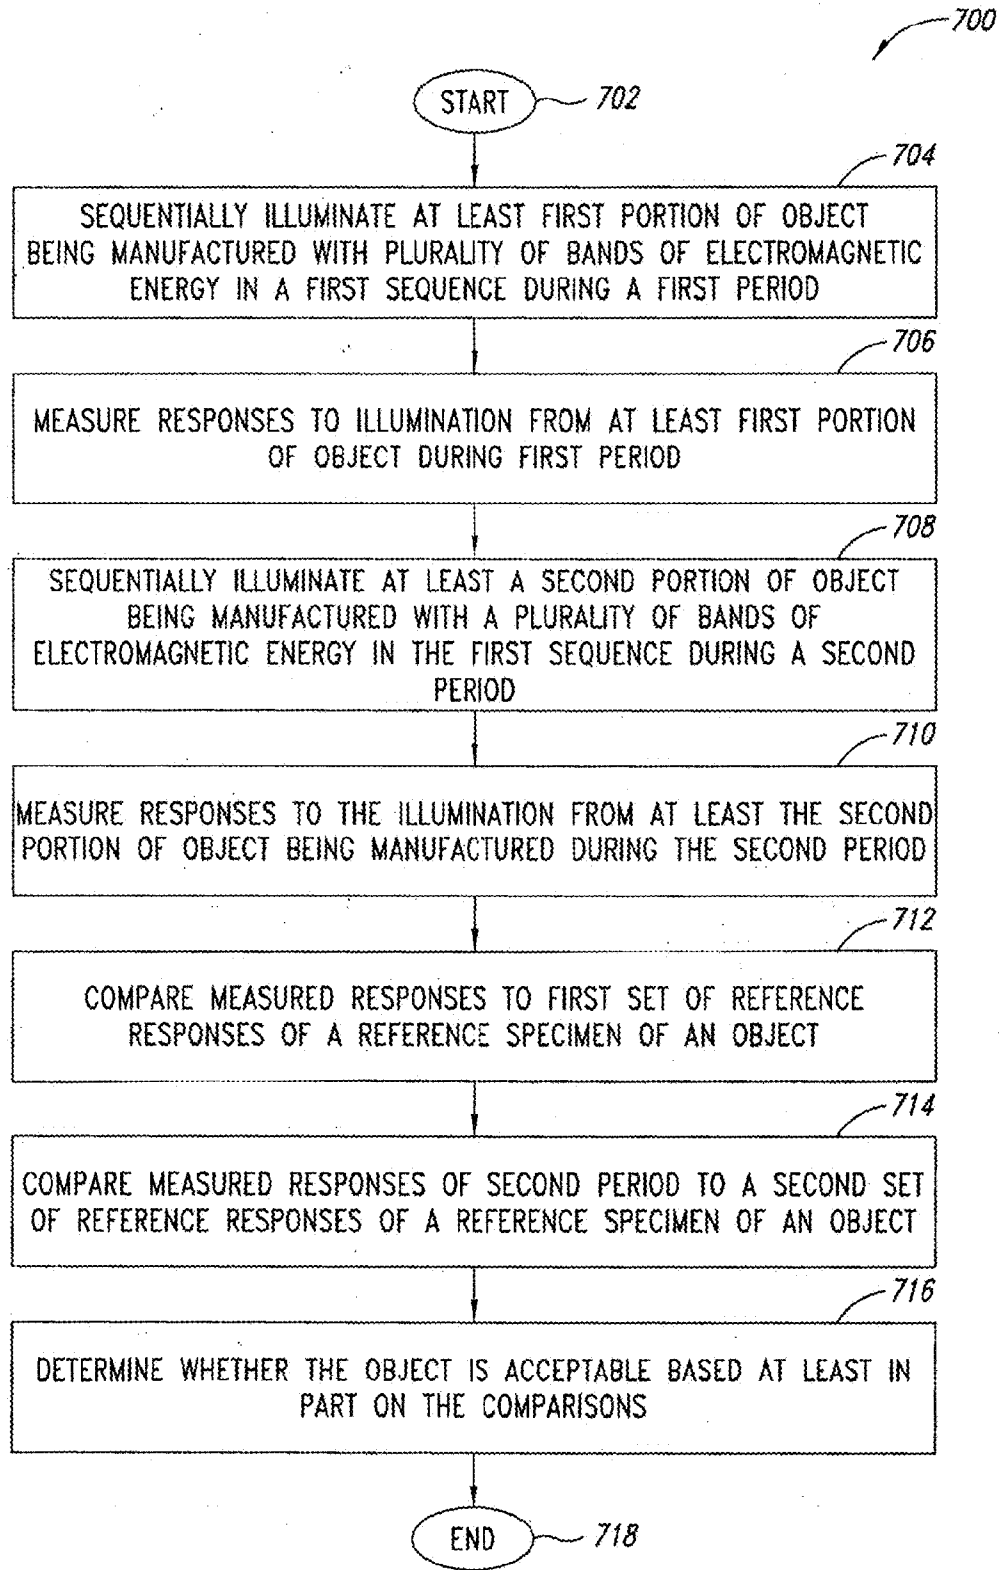 700
START 702
704
SEQUENTIALLY ILLUMINATE AT LEAST FIRST PORTION OF OBJECT
BEING MANUFACTURED WITH PLURALITY OF BANDS OF ELECTROMAGNETIC
ENERGY IN A FIRST SEQUENCE DURING A FIRST PERIOD
706
MEASURE RESPONSES TO ILLUMINATION FROM AT LEAST FIRST PORTION
OF OBJECT DURING FIRST PERIOD
708
SEQUENTIALLY ILLUMINATE AT LEAST A SECOND PORTION OF OBJECT
BEING MANUFACTURED WITH A PLURALITY OF BANDS OF
ELECTROMAGNETIC ENERGY IN THE FIRST SEQUENCE DURING A SECOND
PERIOD
710
MEASURE RESPONSES TO THE ILLUMINATION FROM AT LEAST THE SECOND
PORTION OF OBJECT BEING MANUFACTURED DURING THE SECOND PERIOD
712
COMPARE MEASURED RESPONSES TO FIRST SET OF REFERENCE
RESPONSES OF A REFERENCE SPECIMEN OF AN OBJECT
714
COMPARE MEASURED RESPONSES OF SECOND PERIOD TO A SECOND SET
OF REFERENCE RESPONSES OF A REFERENCE SPECIMEN OF AN OBJECT
716
DETERMINE WHETHER THE OBJECT IS ACCEPTABLE BASED AT LEAST IN
PART ON THE COMPARISONS
END 718